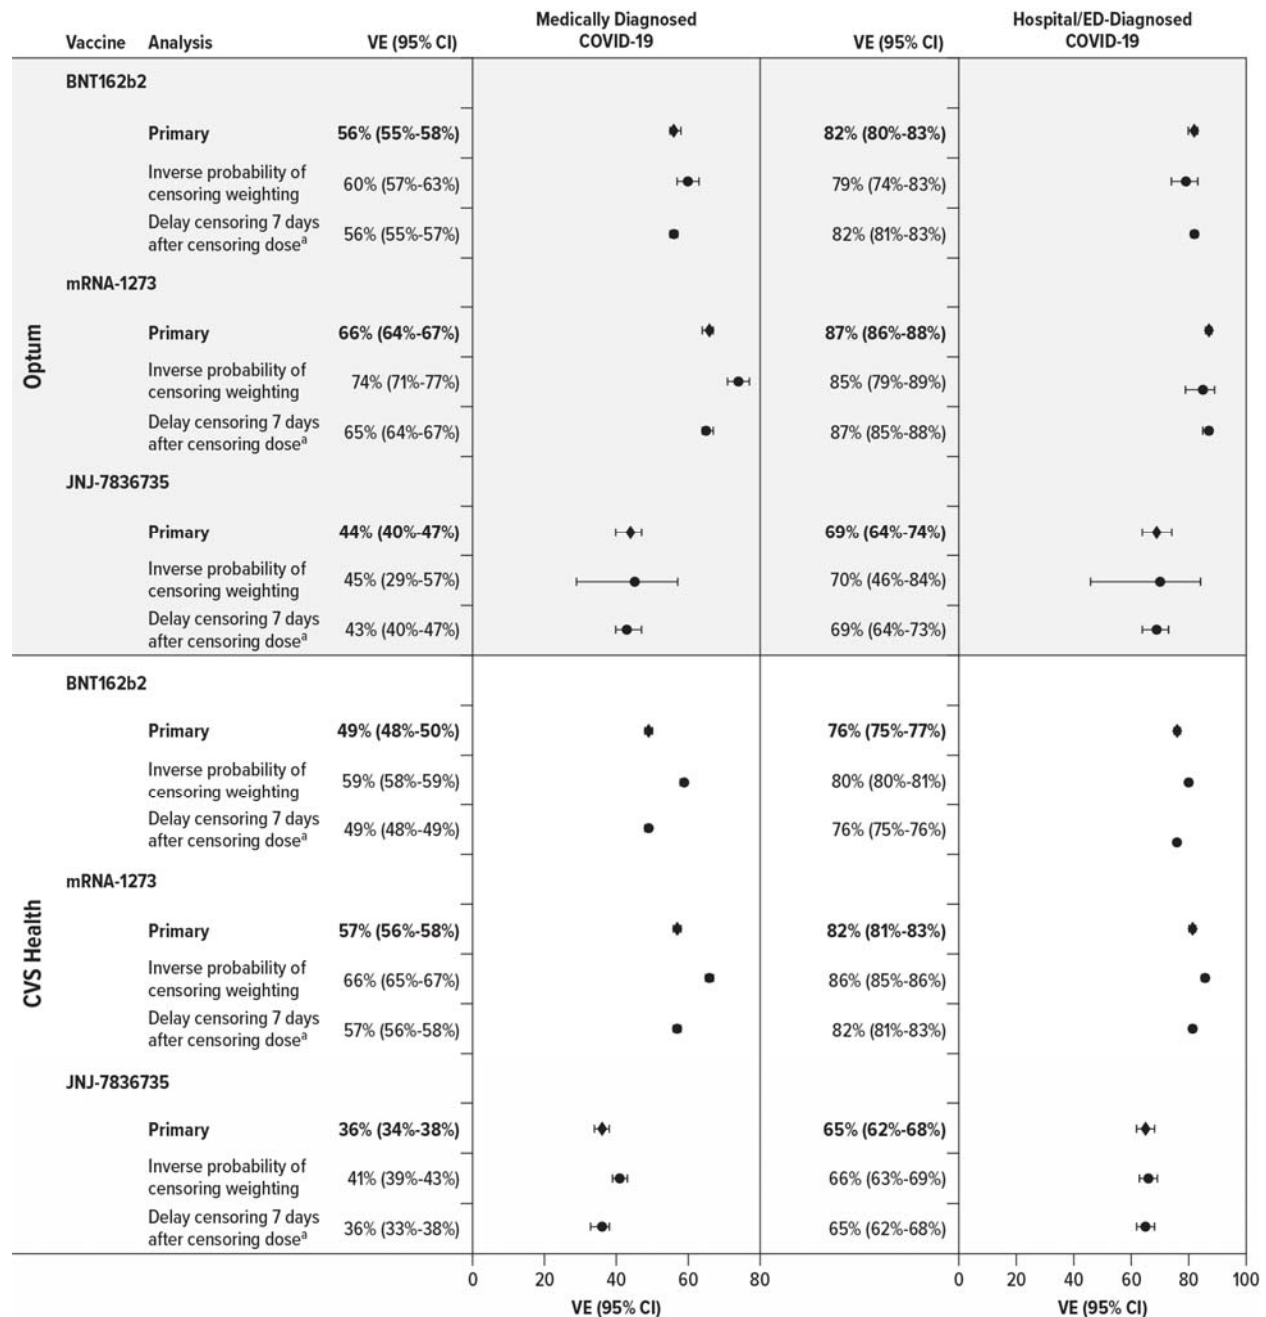 Medically Diagnosed
COVID-19
Hospital/ED-Diagnosed
COVID-19
Vaccine Analysis VE (95% CI) VE (95% CI)
Optum
BNT162b2
Primary 56% (55%-58%) 82% (80%-83%)
Inverse probability of
censoring weighting 60% (57%-63%) 79% (74%-83%)
Delay censoring 7 days
after censoring doseᵃ 56% (55%-57%) 82% (81%-83%)
mRNA-1273
Primary 66% (64%-67%) 87% (86%-88%)
Inverse probability of
censoring weighting 74% (71%-77%) 85% (79%-89%)
Delay censoring 7 days
after censoring doseᵃ 65% (64%-67%) 87% (85%-88%)
JNJ-7836735
Primary 44% (40%-47%) 69% (64%-74%)
Inverse probability of
censoring weighting 45% (29%-57%) 70% (46%-84%)
Delay censoring 7 days
after censoring doseᵃ 43% (40%-47%) 69% (64%-73%)
CVS Health
BNT162b2
Primary 49% (48%-50%) 76% (75%-77%)
Inverse probability of
censoring weighting 59% (58%-59%) 80% (80%-81%)
Delay censoring 7 days
after censoring doseᵃ 49% (48%-49%) 76% (75%-76%)
mRNA-1273
Primary 57% (56%-58%) 82% (81%-83%)
Inverse probability of
censoring weighting 66% (65%-67%) 86% (85%-86%)
Delay censoring 7 days
after censoring doseᵃ 57% (56%-58%) 82% (81%-83%)
JNJ-7836735
Primary 36% (34%-38%) 65% (62%-68%)
Inverse probability of
censoring weighting 41% (39%-43%) 66% (63%-69%)
Delay censoring 7 days
after censoring doseᵃ 36% (33%-38%) 65% (62%-68%)
0 20 40 60 80 0 20 40 60 80 100
VE (95% CI) VE (95% CI)